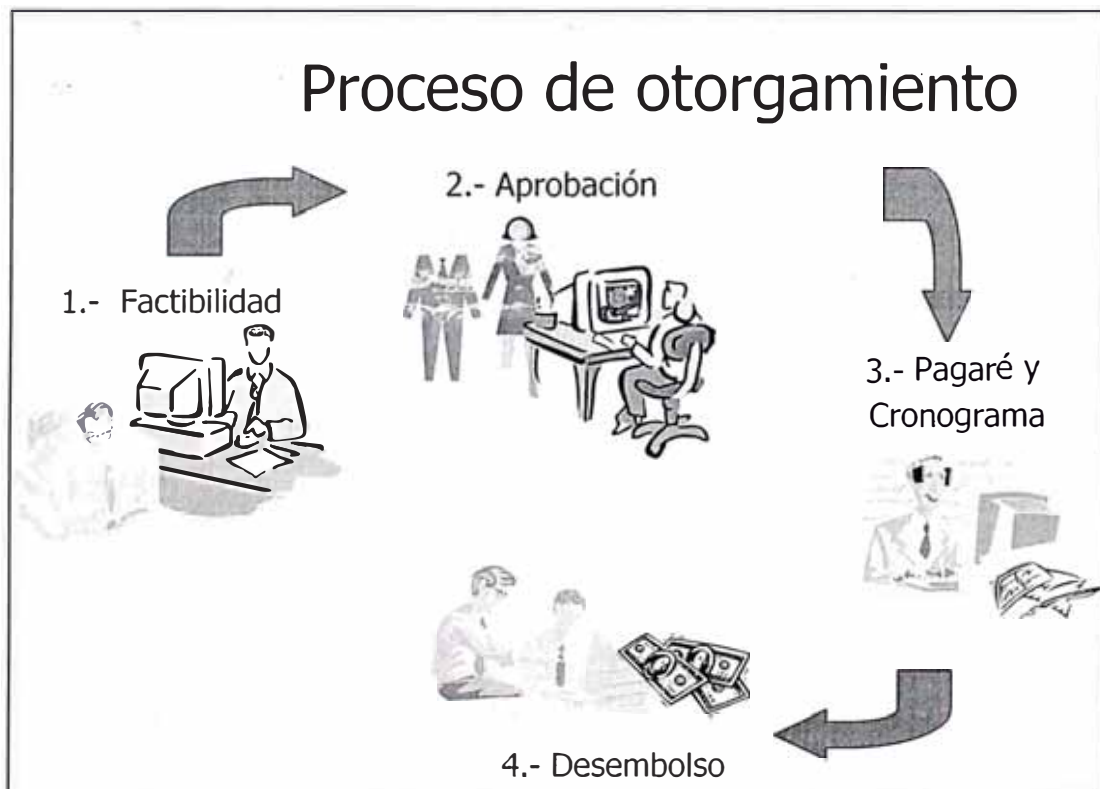 Proceso de otorgamiento
2.- Aprobación
1.- Factibilidad
3.- Pagaré y
Cronograma
4.- Desembolso